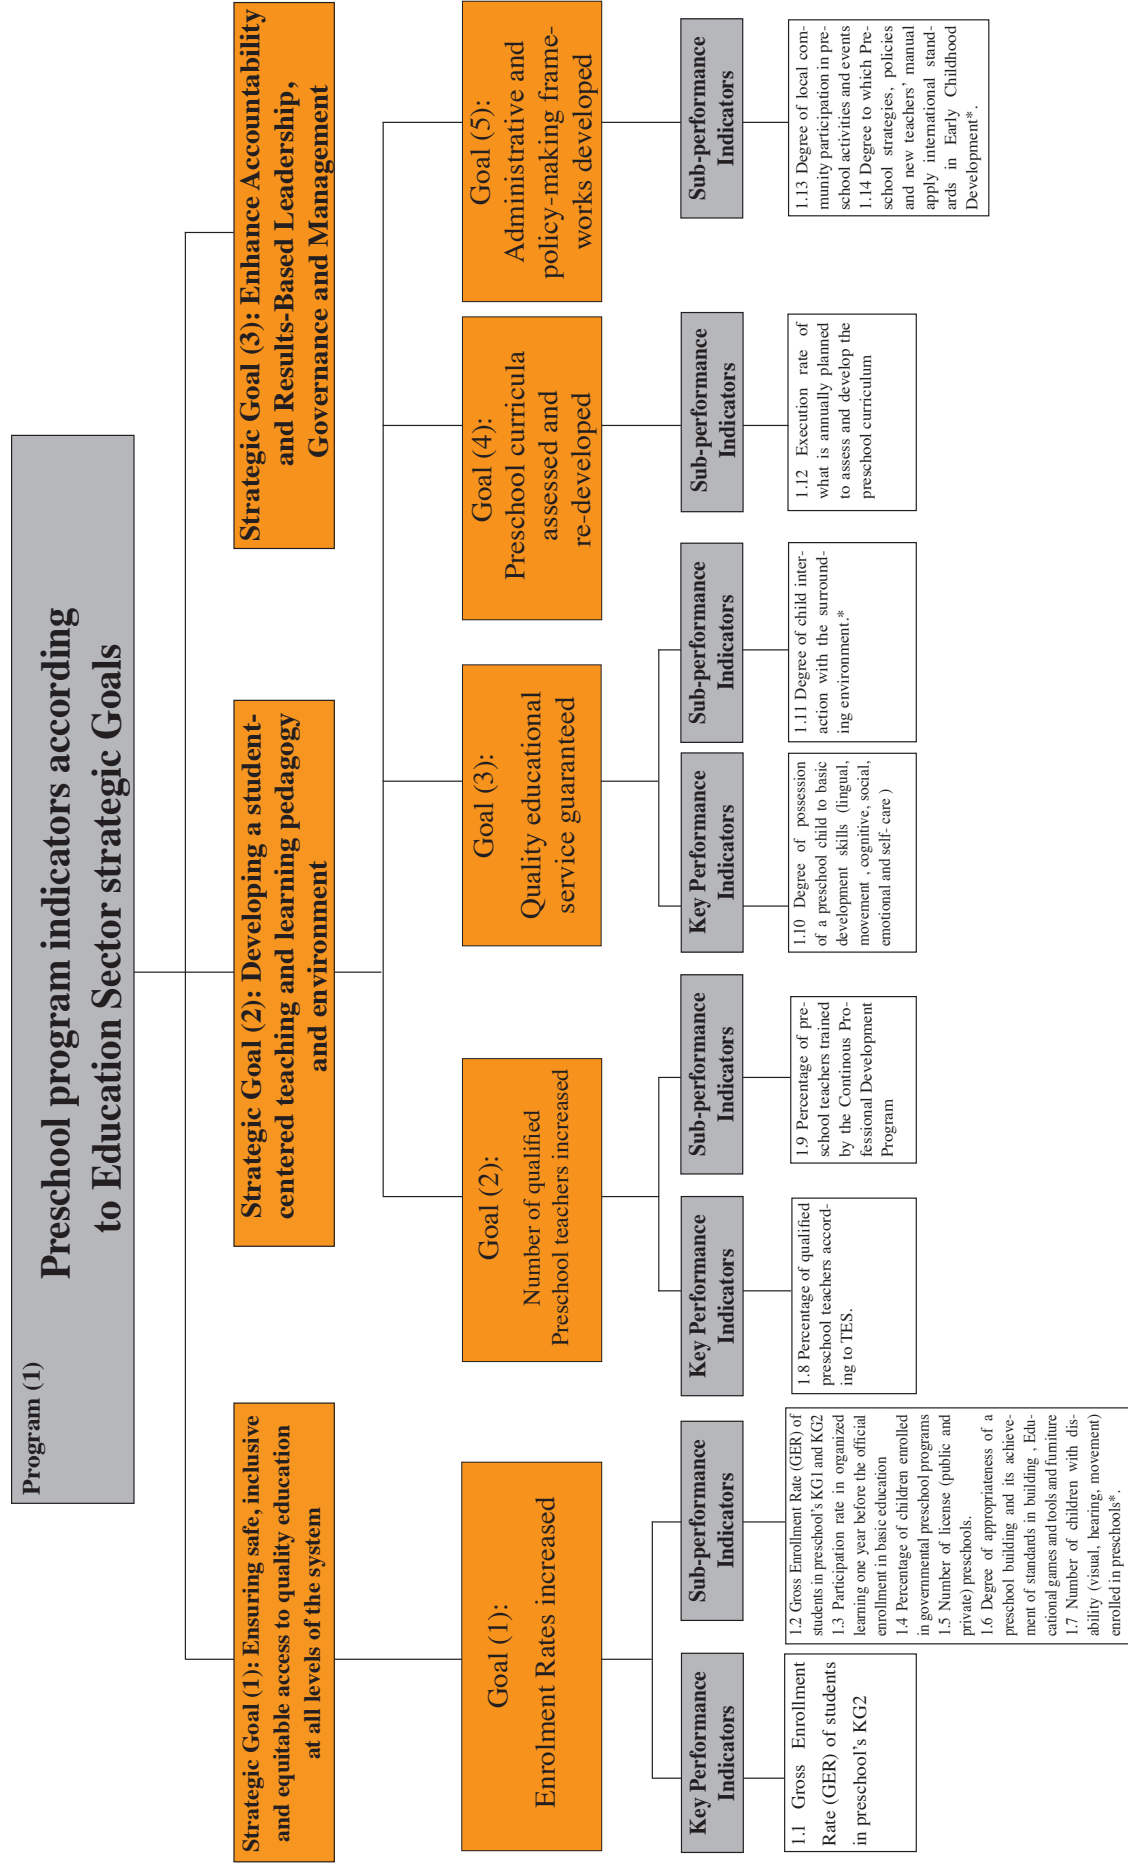 Program (1)
Preschool program indicators according
to Education Sector strategic Goals
Strategic Goal (1): Ensuring safe, inclusive
and equitable access to quality education
at all levels of the system
Strategic Goal (2): Developing a student-
centered teaching and learning pedagogy
and environment
Strategic Goal (3): Enhance Accountability
and Results-Based Leadership,
Governance and Management
Goal (1):
Enrolment Rates increased
Goal (2):
Number of qualified
Preschool teachers increased
Goal (3):
Quality educational
service guaranteed
Goal (4):
Preschool curricula
assessed and
re-developed
Goal (5):
Administrative and
policy-making frame-
works developed
Key Performance
Indicators
Sub-performance
Indicators
Key Performance
Indicators
Sub-performance
Indicators
Key Performance
Indicators
Sub-performance
Indicators
Sub-performance
Indicators
Sub-performance
Indicators
1.1 Gross Enrollment
Rate (GER) of students
in preschool’s KG2
1.2 Gross Enrollment Rate (GER) of
students in preschool’s KG1 and KG2
1.3 Participation rate in organized
learning one year before the official
enrollment in basic education
1.4 Percentage of children enrolled
in governmental preschool programs
1.5 Number of license (public and
private) preschools.
1.6 Degree of appropriateness of a
preschool building and its achieve-
ment of standards in building , Edu-
cational games and tools and furniture
1.7 Number of children with dis-
ability (visual, hearing, movement)
enrolled in preschools*.
1.8 Percentage of qualified
preschool teachers accord-
ing to TES.
1.9 Percentage of pre-
school teachers trained
by the Continous Pro-
fessional Development
Program
1.10 Degree of possession
of a preschool child to basic
development skills (lingual,
movement , cognitive, social,
emotional and self- care )
1.11 Degree of child inter-
action with the surround-
ing environment.*
1.12 Execution rate of
what is annually planned
to assess and develop the
preschool curriculum
1.13 Degree of local com-
munity participation in pre-
school activities and events
1.14 Degree to which Pre-
school strategies, policies
and new teachers’ manual
apply international stand-
ards in Early Childhood
Development*.